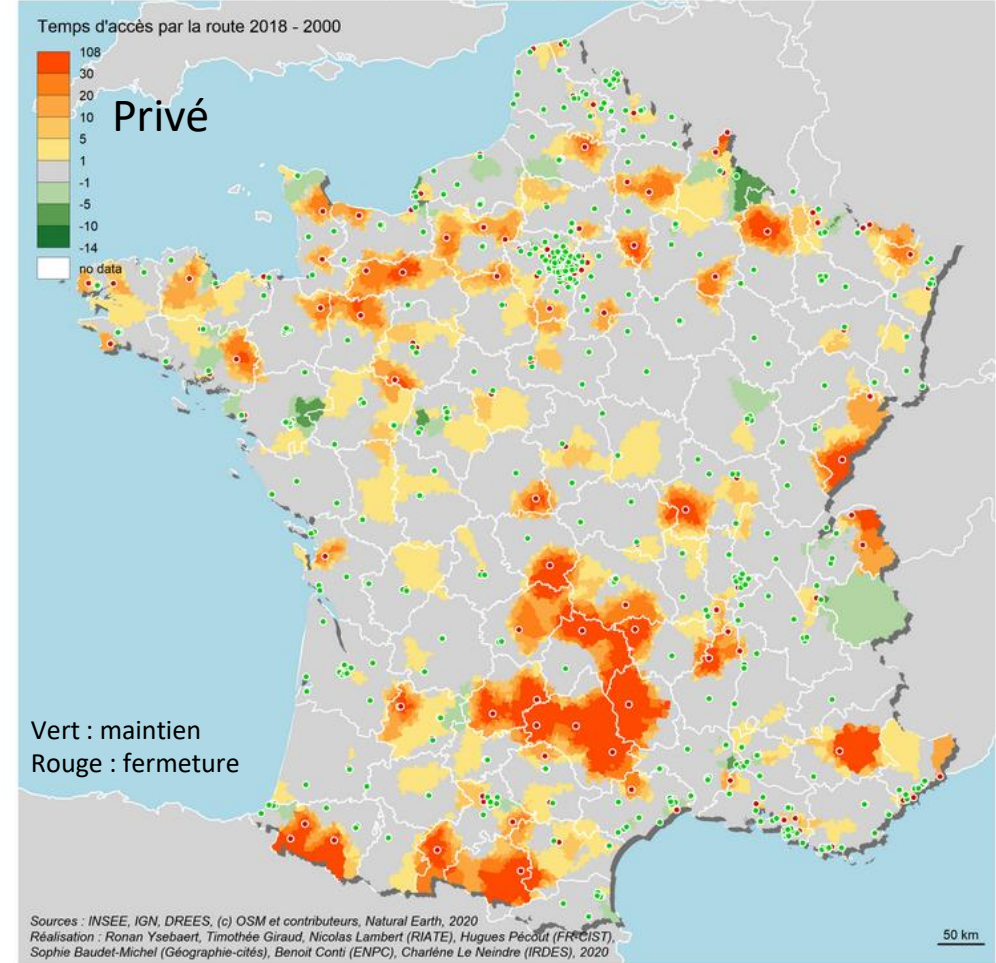 Temps d'accès par la route 2018 - 2000
108
30
20
10
5
1
-1
-5
-10
-14
no data
Privé
Vert : maintien
Rouge : fermeture
Sources : INSEE, IGN, DREES, (c) OSM et contributeurs, Natural Earth, 2020
Réalisation : Ronan Ysebaert, Timothée Giraud, Nicolas Lambert (RIATE), Hugues Pécout (FR-CIST),
Sophie Baudet-Michel (Géographie-cités), Benoit Conti (ENPC), Charlène Le Neindre (IRDES), 2020
50 km